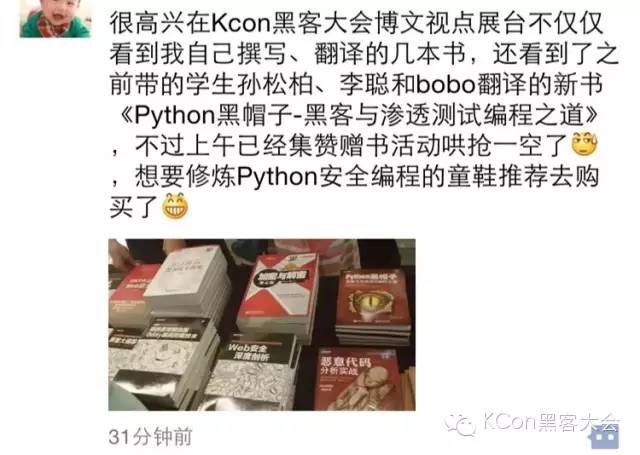 很高兴在Kcon黑客大会博文视点展台不仅仅
看到我自己撰写、翻译的几本书，还看到了之
前带的学生孙松柏、李聪和bobo翻译的新书
《Python黑帽子-黑客与渗透测试编程之道》
，不过上午已经集赞赠书活动哄抢一空了
，想要修炼Python安全编程的童鞋推荐去购
买了
加密与解密
Python黑帽子
Web安全
深度剖析
恶意代码
分析实战
31分钟前
KCon黑客大会